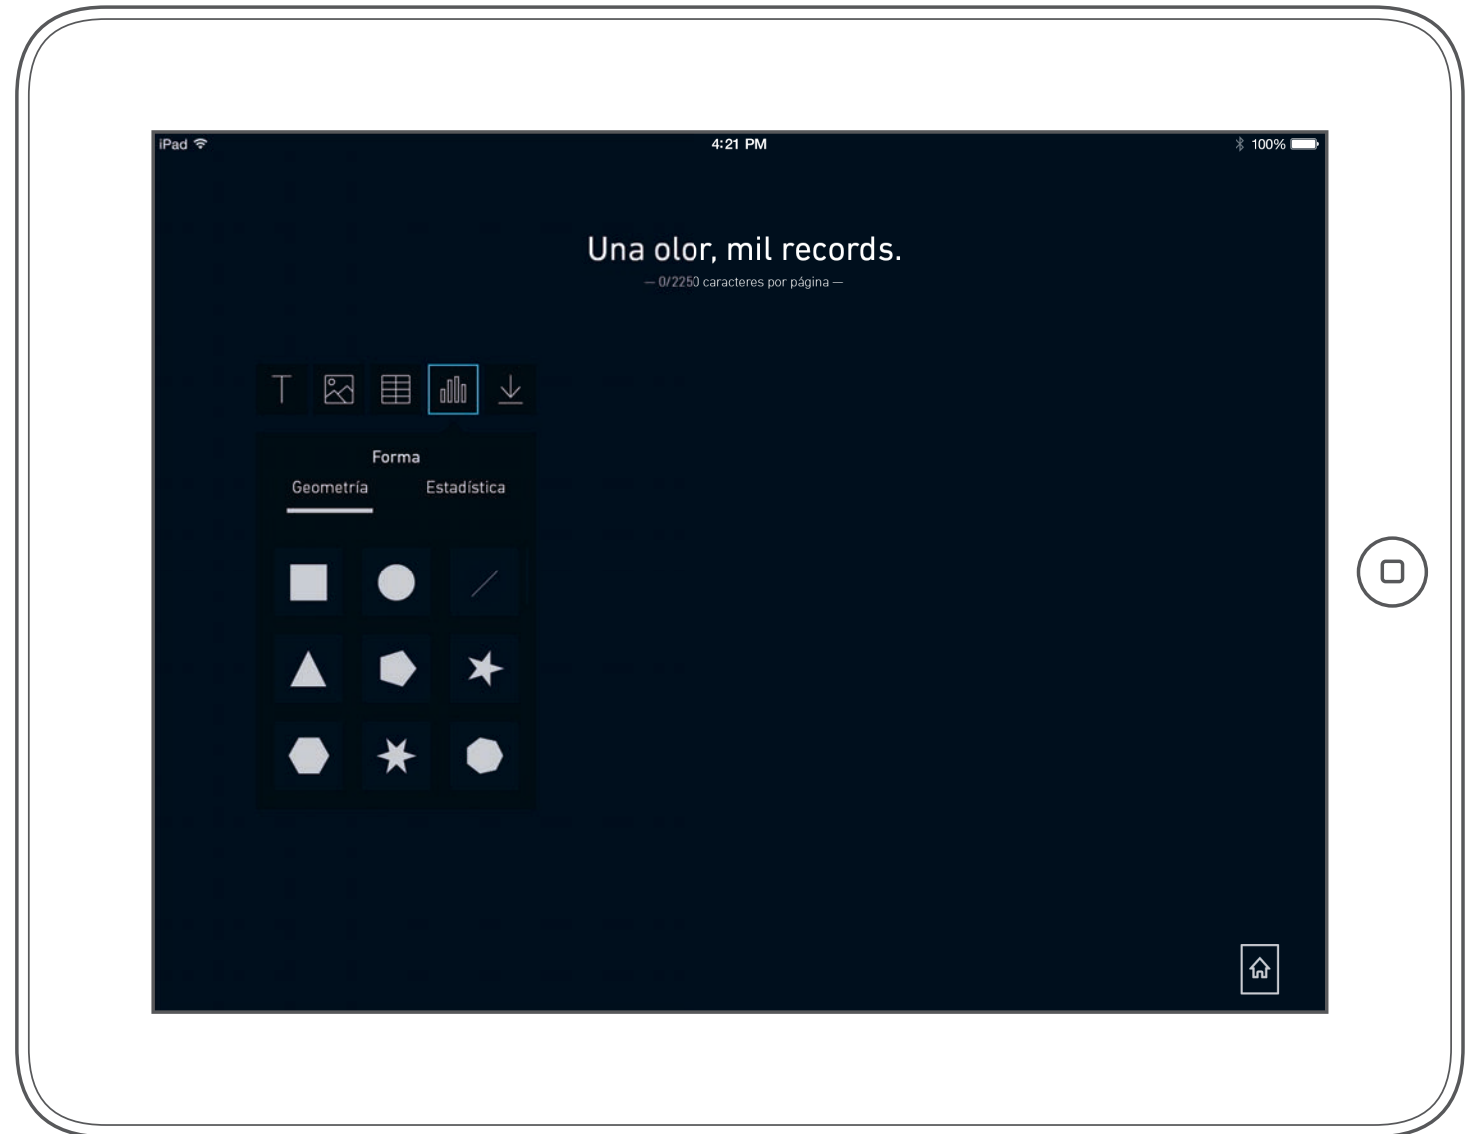 iPad
4:21 PM
100%
Una olor, mil records.
— 0/2250 caracteres por página —
Forma
Geometría Estadística